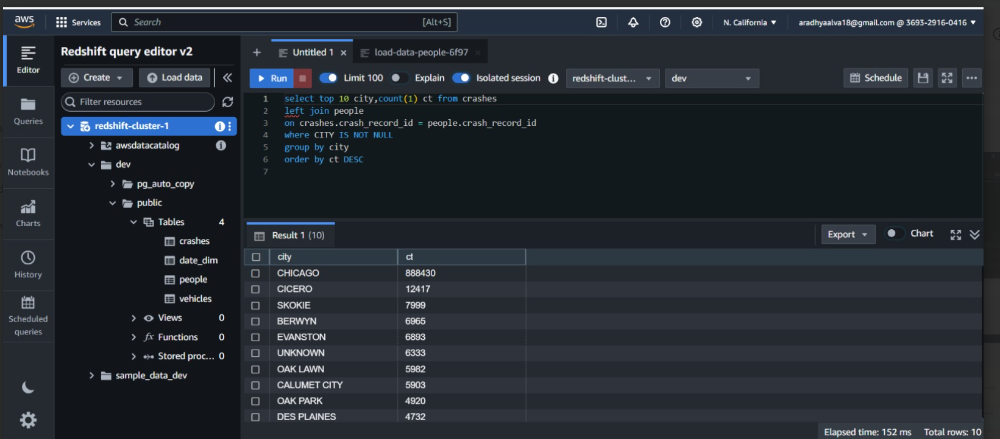 aws
Services
Search
[Alt+S]
N. California ▼
aradhyaalva18@gmail.com @ 3693-2916-0416 ▼
Editor
Queries
Notebooks
Charts
History
Scheduled
queries
Redshift query editor v2
Create
Load data
Filter resources
redshift-cluster-1
awsdatacatalog
dev
pg_auto_copy
public
Tables 4
crashes
date_dim
people
vehicles
Views 0
fx Functions 0
Stored proc... 0
sample_data_dev
+ Untitled 1 × load-data-people-6f97 ×
Run Limit 100 Explain Isolated session redshift-clust... dev Schedule
1 select top 10 city,count(1) ct from crashes
2 left join people
3 on crashes.crash_record_id = people.crash_record_id
4 where CITY IS NOT NULL
5 group by city
6 order by ct DESC
7
Result 1 (10) Export Chart
city ct
CHICAGO 888430
CICERO 12417
SKOKIE 7999
BERWYN 6965
EVANSTON 6893
UNKNOWN 6333
OAK LAWN 5982
CALUMET CITY 5903
OAK PARK 4920
DES PLAINES 4732
Elapsed time: 152 ms Total rows: 10